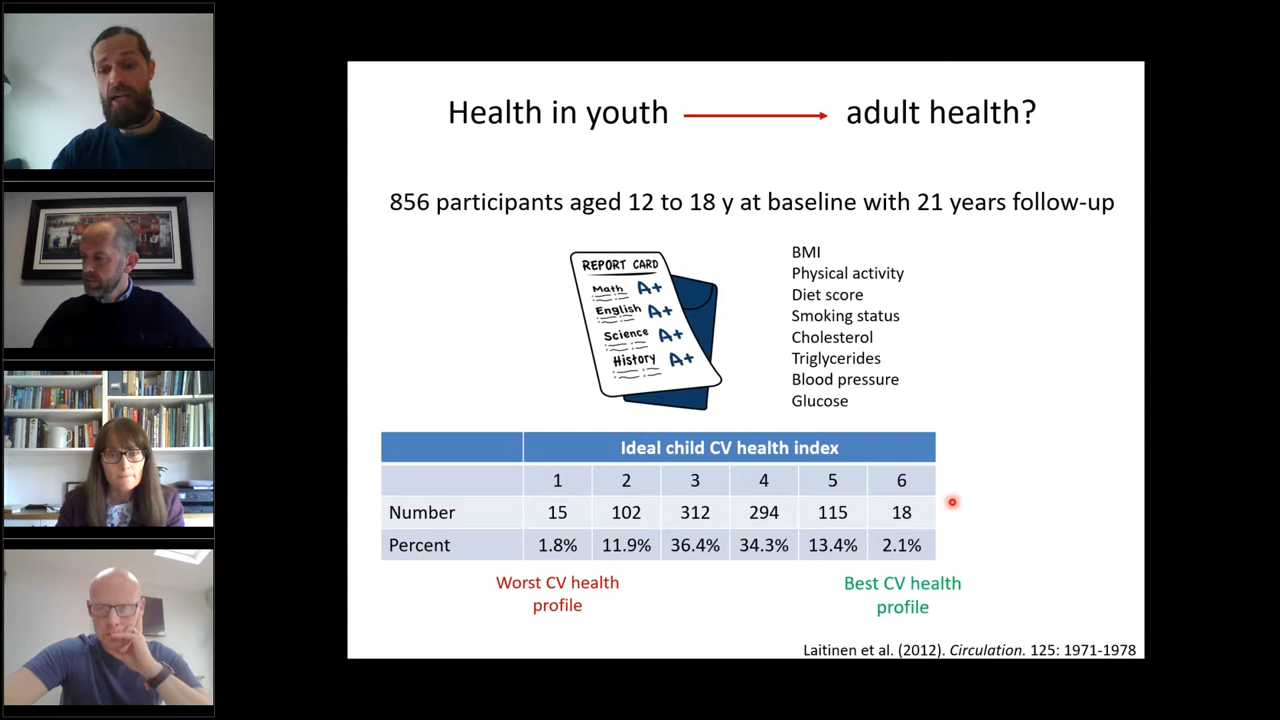 Health in youth adult health?
856 participants aged 12 to 18 y at baseline with 21 years follow-up
REPORT CARD
Math A+
English A+
Science A+
History A+
BMI
Physical activity
Diet score
Smoking status
Cholesterol
Triglycerides
Blood pressure
Glucose
Ideal child CV health index
1 2 3 4 5 6
Number 15 102 312 294 115 18
Percent 1.8% 11.9% 36.4% 34.3% 13.4% 2.1%
Worst CV health
profile
Best CV health
profile
Laitinen et al. (2012). Circulation. 125: 1971-1978